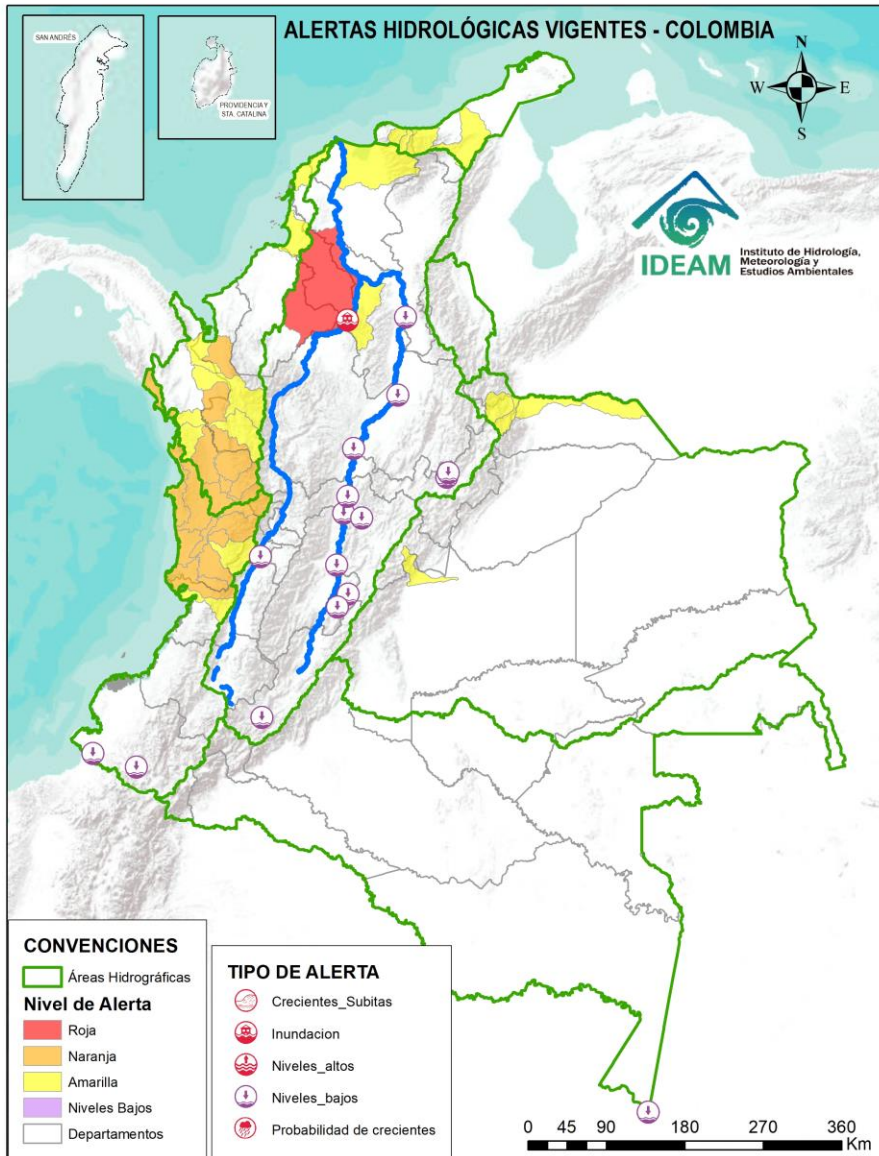 ALERTAS HIDROLÓGICAS VIGENTES - COLOMBIA
SAN ANDRÉS
PROVIDENCIA Y
STA. CATALINA
N
W
E
S
IDEAM
Instituto de Hidrología,
Meteorología y
Estudios Ambientales
CONVENCIONES
Áreas Hidrográficas
Nivel de Alerta
Roja
Naranja
Amarilla
Niveles Bajos
Departamentos
TIPO DE ALERTA
Crecientes_Subitas
Inundacion
Niveles_altos
Niveles_bajos
Probabilidad de crecientes
0 45 90 180 270 360
Km